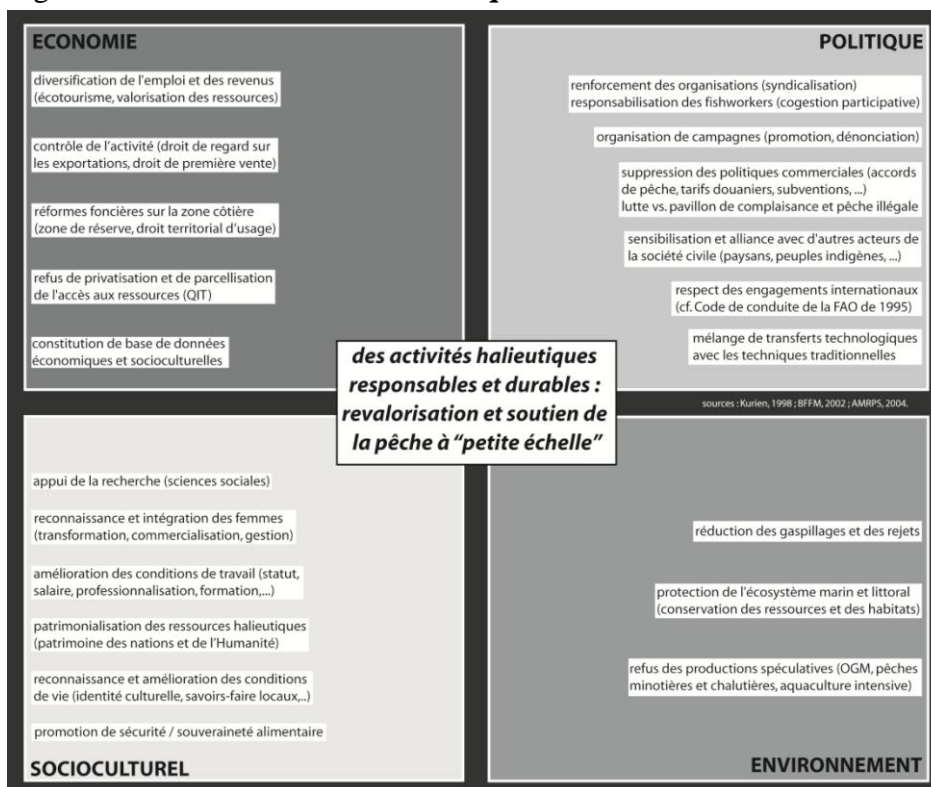 ECONOMIE
diversification de l'emploi et des revenus
(écotourisme, valorisation des ressources)
contrôle de l'activité (droit de regard sur
les exportations, droit de première vente)
réformes foncières sur la zone côtière
(zone de réserve, droit territorial d'usage)
refus de privatisation et de parcellisation
de l'accès aux ressources (QIT)
constitution de base de données
économiques et socioculturelles
POLITIQUE
renforcement des organisations (syndicalisation)
responsabilisation des fishworkers (cogestion participative)
organisation de campagnes (promotion, dénonciation)
suppression des politiques commerciales (accords
de pêche, tarifs douaniers, subventions, ...)
lutte vs. pavillon de complaisance et pêche illégale
sensibilisation et alliance avec d'autres acteurs de
la société civile (paysans, peuples indigènes, ...)
respect des engagements internationaux
(cf. Code de conduite de la FAO de 1995)
mélange de transferts technologiques
avec les techniques traditionnelles
des activités halieutiques
responsables et durables :
revalorisation et soutien de
la pêche à "petite échelle"
sources : Kurien, 1998 ; BFFM, 2002 ; AMRPS, 2004.
appui de la recherche (sciences sociales)
reconnaissance et intégration des femmes
(transformation, commercialisation, gestion)
amélioration des conditions de travail (statut,
salaire, professionnalisation, formation,...)
patrimonialisation des ressources halieutiques
(patrimoine des nations et de l'Humanité)
reconnaissance et amélioration des conditions
de vie (identité culturelle, savoirs-faire locaux,..)
promotion de sécurité / souveraineté alimentaire
SOCIOCULTUREL
réduction des gaspillages et des rejets
protection de l'écosystème marin et littoral
(conservation des ressources et des habitats)
refus des productions spéculatives (OGM, pêches
minotières et chalutières, aquaculture intensive)
ENVIRONNEMENT